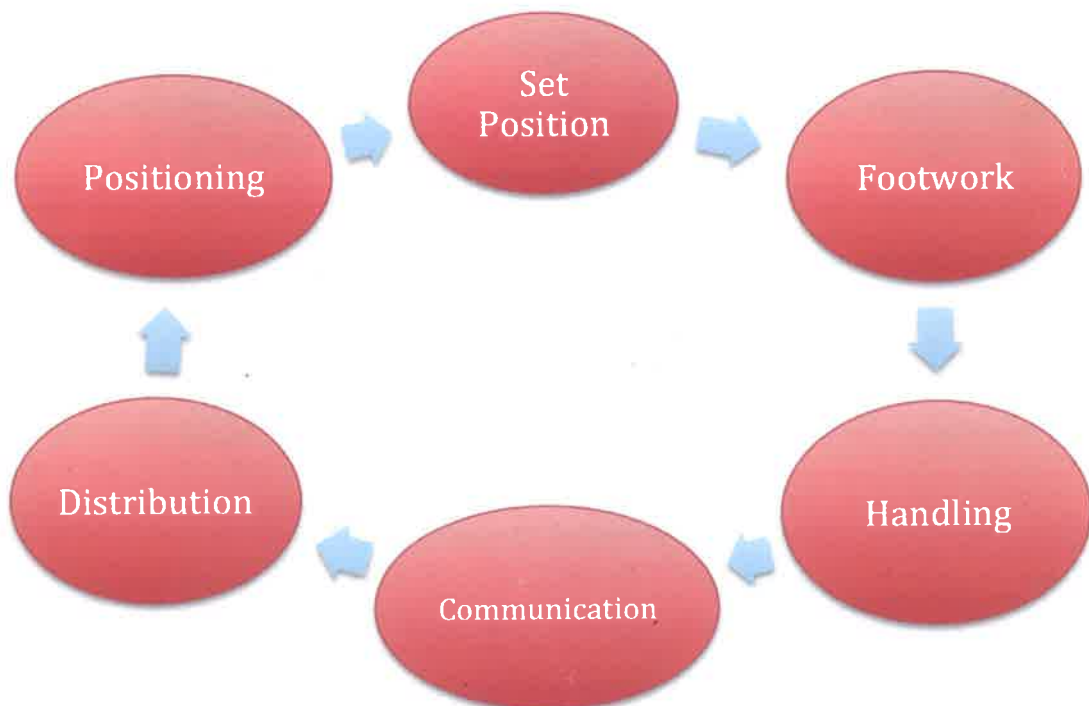 Set
Position
Positioning
Footwork
Distribution
Handling
Communication